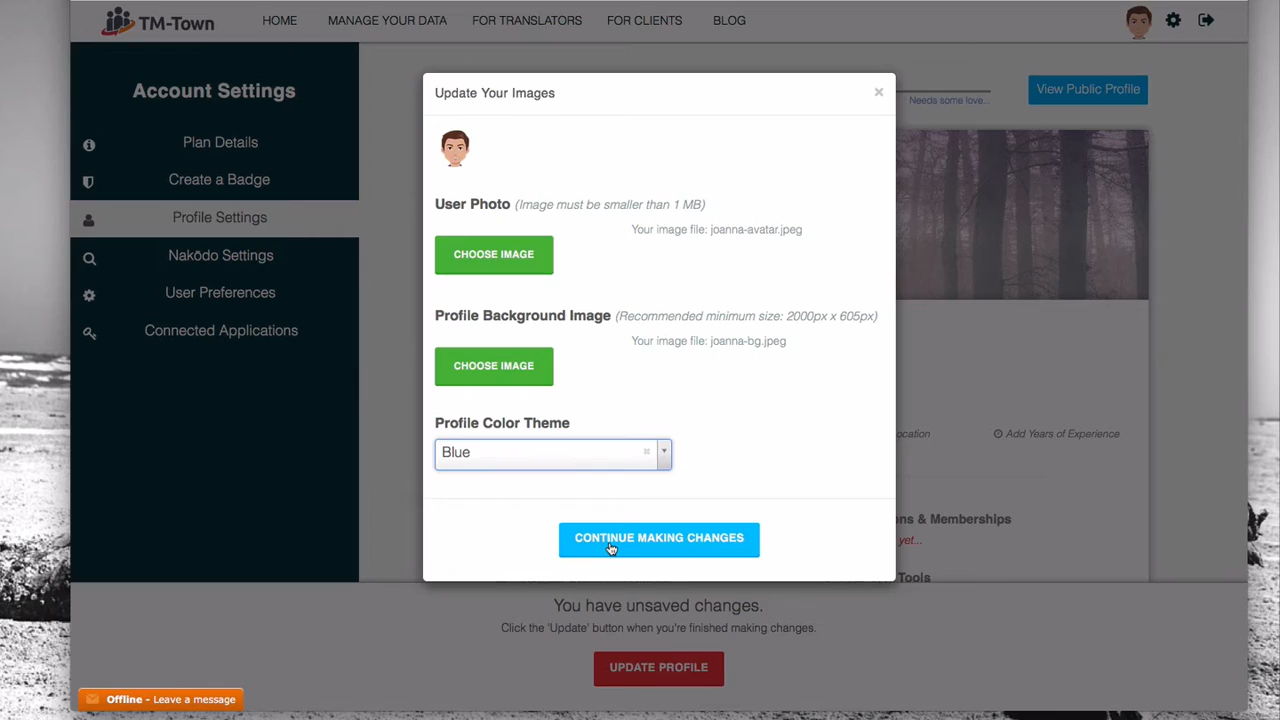 TM-Town
HOME
MANAGE YOUR DATA
FOR TRANSLATORS
FOR CLIENTS
BLOG
Account Settings
Plan Details
Create a Badge
Profile Settings
Nakōdo Settings
User Preferences
Connected Applications
Needs some love...
View Public Profile
Update Your Images
×
User Photo (Image must be smaller than 1 MB)
Your image file: joanna-avatar.jpeg
CHOOSE IMAGE
Profile Background Image (Recommended minimum size: 2000px x 605px)
Your image file: joanna-bg.jpeg
CHOOSE IMAGE
Profile Color Theme
Blue
CONTINUE MAKING CHANGES
ocation
Add Years of Experience
ns & Memberships
yet...
Tools
You have unsaved changes.
Click the 'Update' button when you're finished making changes.
UPDATE PROFILE
Offline - Leave a message